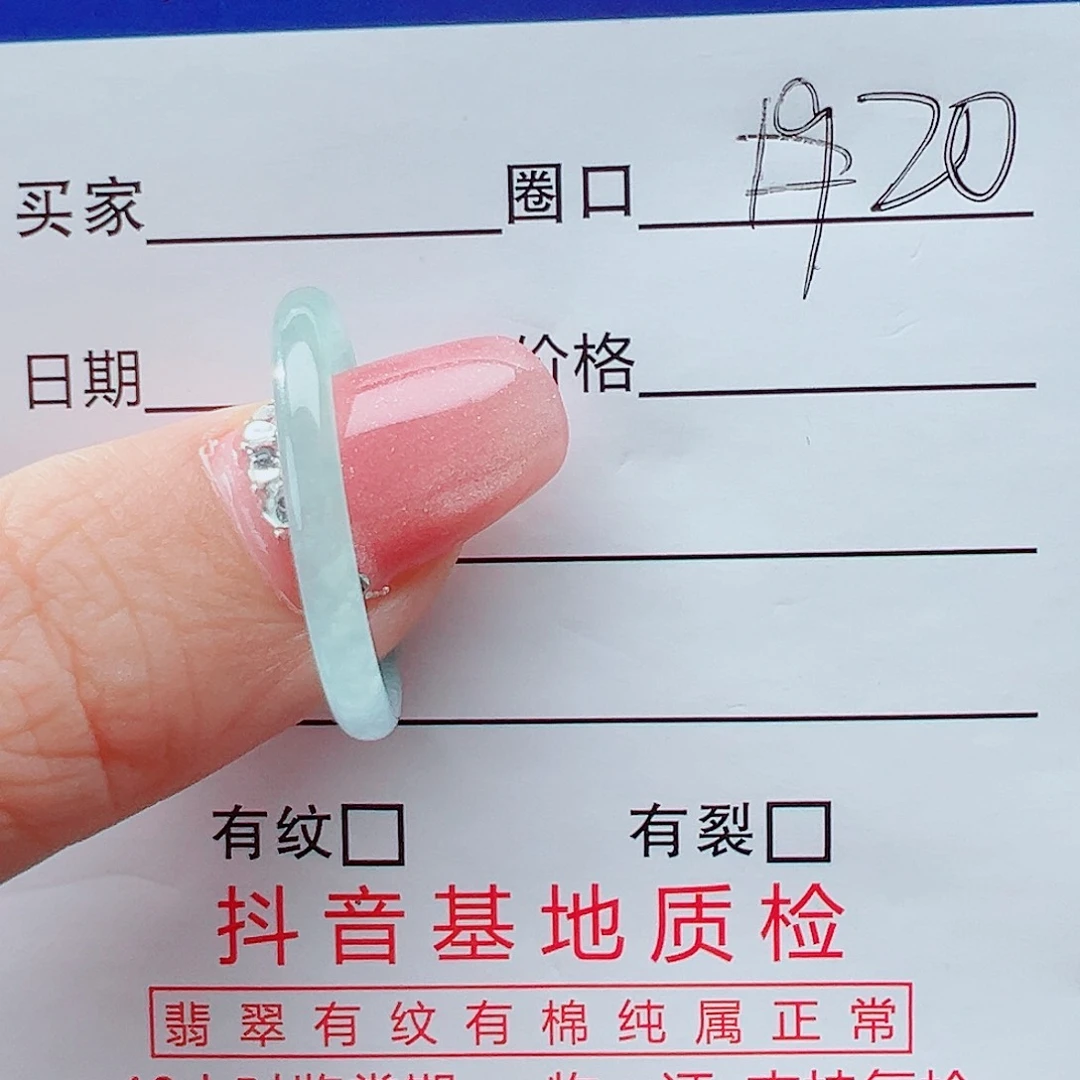 买家 圈口 1920
日期 价格
有纹□ 有裂□
抖音基地质检
翡翠有纹有棉纯属正常